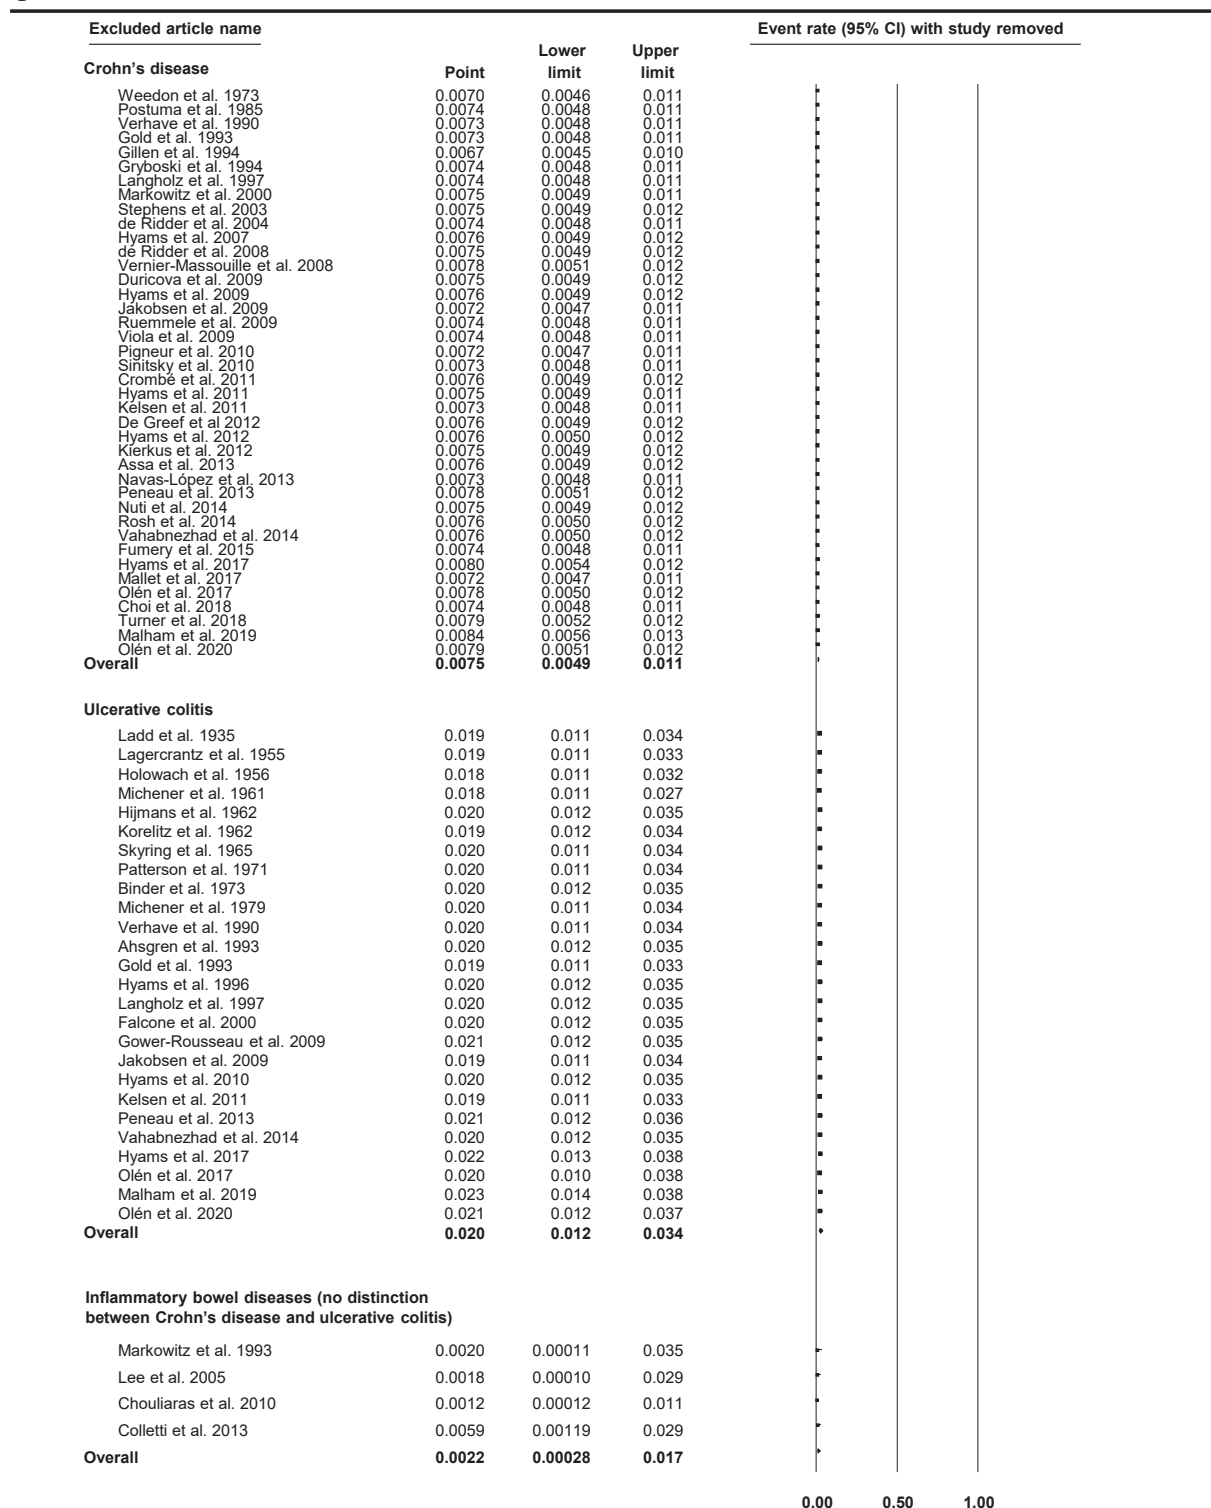 Excluded article name Event rate (95% CI) with study removed
Lower Upper
Crohn's disease Point limit limit
Weedon et al. 1973 0.0070 0.0046 0.011
Postuma et al. 1985 0.0074 0.0048 0.011
Verhave et al. 1990 0.0073 0.0048 0.011
Gold et al. 1993 0.0073 0.0048 0.011
Gillen et al. 1994 0.0067 0.0045 0.010
Gryboski et al. 1994 0.0074 0.0048 0.011
Langholz et al. 1997 0.0074 0.0048 0.011
Markowitz et al. 2000 0.0075 0.0049 0.011
Stephens et al. 2003 0.0075 0.0049 0.012
de Ridder et al. 2004 0.0074 0.0048 0.011
Hyams et al. 2007 0.0076 0.0049 0.012
de Ridder et al. 2008 0.0075 0.0049 0.012
Vernier-Massouille et al. 2008 0.0078 0.0051 0.012
Duricova et al. 2009 0.0075 0.0049 0.012
Hyams et al. 2009 0.0076 0.0049 0.012
Jakobsen et al. 2009 0.0072 0.0047 0.011
Ruemmele et al. 2009 0.0074 0.0048 0.011
Viola et al. 2009 0.0074 0.0048 0.011
Pigneur et al. 2010 0.0072 0.0047 0.011
Sinitsky et al. 2010 0.0073 0.0048 0.011
Crombé et al. 2011 0.0076 0.0049 0.012
Hyams et al. 2011 0.0075 0.0049 0.011
Kelsen et al. 2011 0.0073 0.0048 0.011
De Greef et al 2012 0.0076 0.0049 0.012
Hyams et al. 2012 0.0076 0.0050 0.012
Kierkus et al. 2012 0.0075 0.0049 0.012
Assa et al. 2013 0.0076 0.0049 0.012
Navas-López et al. 2013 0.0073 0.0048 0.011
Peneau et al. 2013 0.0078 0.0051 0.012
Nuti et al. 2014 0.0075 0.0049 0.012
Rosh et al. 2014 0.0076 0.0050 0.012
Vahabnezhad et al. 2014 0.0076 0.0050 0.012
Fumery et al. 2015 0.0074 0.0048 0.011
Hyams et al. 2017 0.0080 0.0054 0.012
Mallet et al. 2017 0.0072 0.0047 0.011
Olén et al. 2017 0.0078 0.0050 0.012
Choi et al. 2018 0.0074 0.0048 0.011
Turner et al. 2018 0.0079 0.0052 0.012
Malham et al. 2019 0.0084 0.0056 0.013
Olén et al. 2020 0.0079 0.0051 0.012
Overall 0.0075 0.0049 0.011
Ulcerative colitis
Ladd et al. 1935 0.019 0.011 0.034
Lagercrantz et al. 1955 0.019 0.011 0.033
Holowach et al. 1956 0.018 0.011 0.032
Michener et al. 1961 0.018 0.011 0.027
Hijmans et al. 1962 0.020 0.012 0.035
Korelitz et al. 1962 0.019 0.012 0.034
Skyring et al. 1965 0.020 0.011 0.034
Patterson et al. 1971 0.020 0.011 0.034
Binder et al. 1973 0.020 0.012 0.035
Michener et al. 1979 0.020 0.011 0.034
Verhave et al. 1990 0.020 0.011 0.034
Ahsgren et al. 1993 0.020 0.012 0.035
Gold et al. 1993 0.019 0.011 0.033
Hyams et al. 1996 0.020 0.012 0.035
Langholz et al. 1997 0.020 0.012 0.035
Falcone et al. 2000 0.020 0.012 0.035
Gower-Rousseau et al. 2009 0.021 0.012 0.035
Jakobsen et al. 2009 0.019 0.011 0.034
Hyams et al. 2010 0.020 0.012 0.035
Kelsen et al. 2011 0.019 0.011 0.033
Peneau et al. 2013 0.021 0.012 0.036
Vahabnezhad et al. 2014 0.020 0.012 0.035
Hyams et al. 2017 0.022 0.013 0.038
Olén et al. 2017 0.020 0.010 0.038
Malham et al. 2019 0.023 0.014 0.038
Olén et al. 2020 0.021 0.012 0.037
Overall 0.020 0.012 0.034
Inflammatory bowel diseases (no distinction
between Crohn's disease and ulcerative colitis)
Markowitz et al. 1993 0.0020 0.00011 0.035
Lee et al. 2005 0.0018 0.00010 0.029
Chouliaras et al. 2010 0.0012 0.00012 0.011
Colletti et al. 2013 0.0059 0.00119 0.029
Overall 0.0022 0.00028 0.017
0.00 0.50 1.00